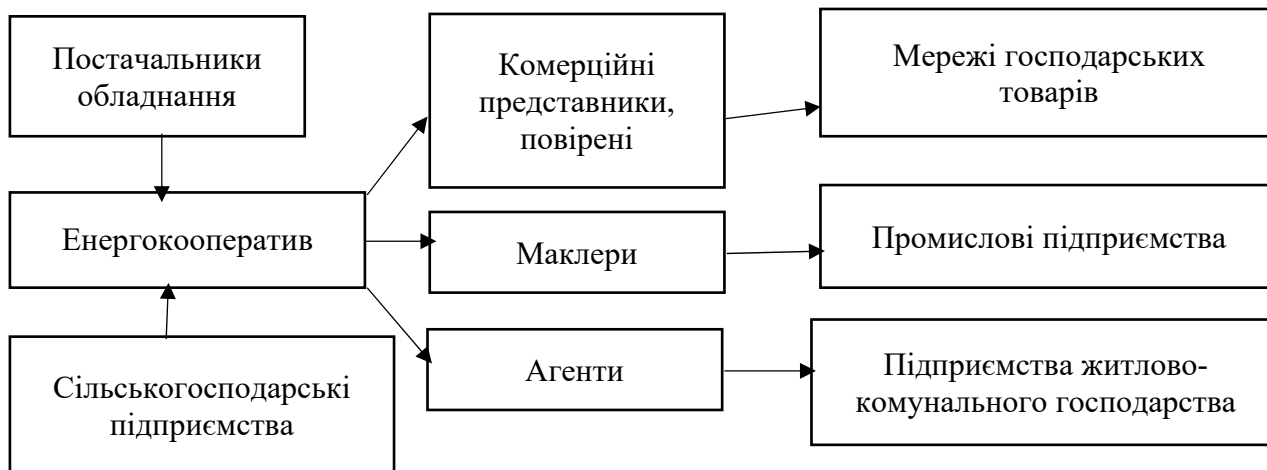 Постачальники
обладнання
Енергокооператив
Сільськогосподарські
підприємства
Комерційні
представники,
повірені
Маклери
Агенти
Мережі господарських
товарів
Промислові підприємства
Підприємства житлово-
комунального господарства